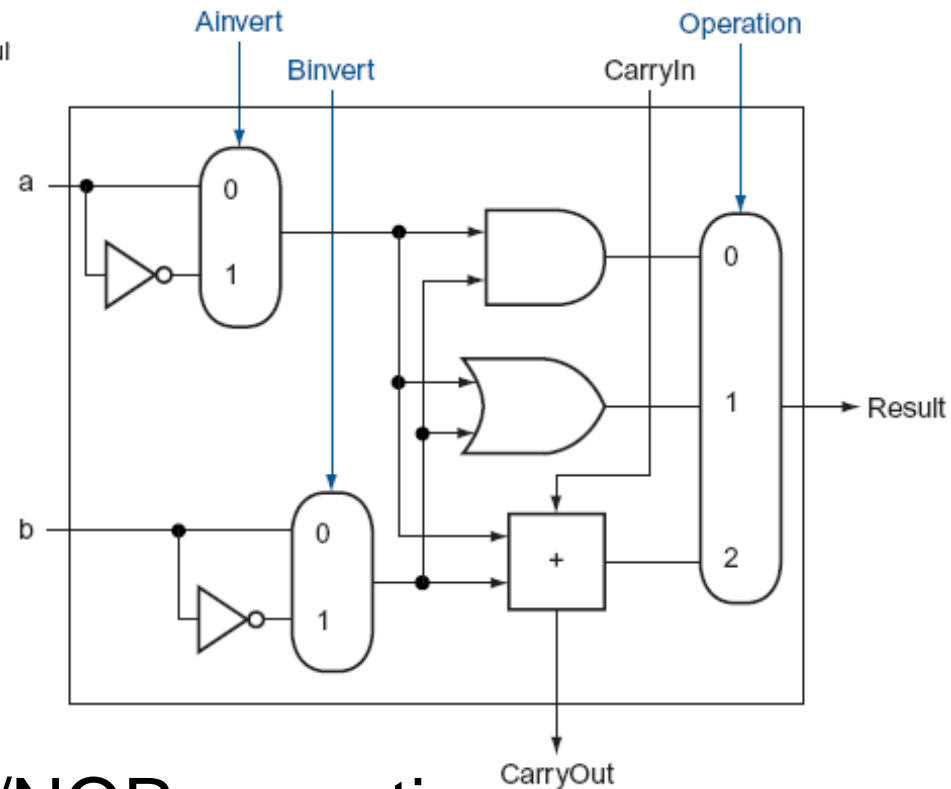 Ainvert
Operation
Binvert
CarryIn
a
0
1
0
1
Result
b
0
1
+
2
CarryOut